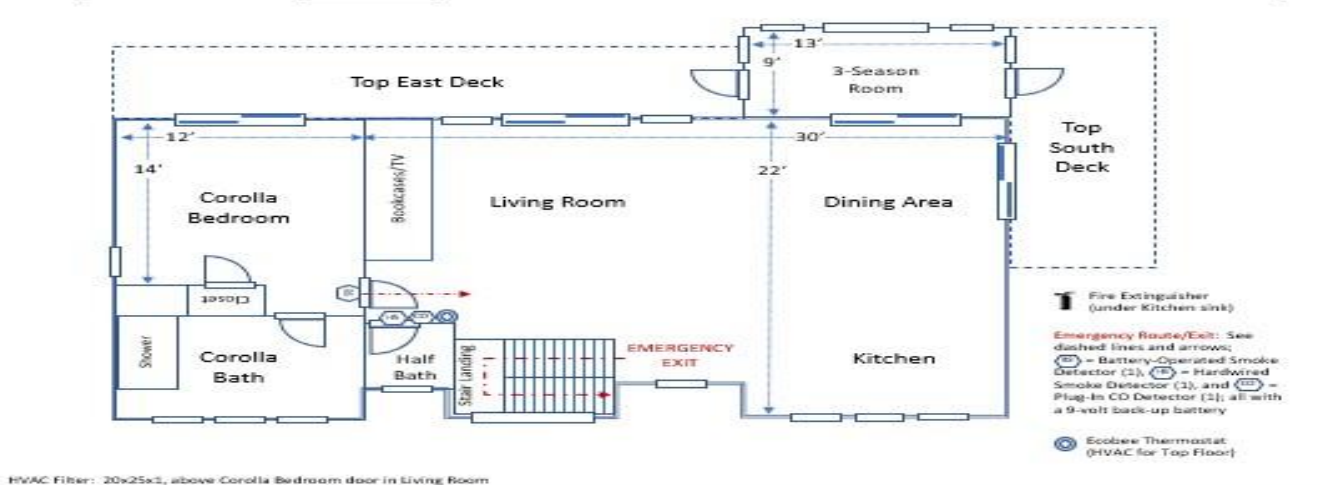 13'
9'
3-Season
Room
Top East Deck
Top
South
Deck
12'
30'
14'
22'
Bookcases/TV
Corolla
Bedroom
Living Room
Dining Area
Closet
Fire Extinguisher
(under Kitchen sink)
Emergency Route/Exit: See
dashed lines and arrows;
= Battery-Operated Smoke
Detector (1), = Hardwired
Smoke Detector (1), and =
Plug-In CO Detector (1); all with
a 9-volt back-up battery
Shower
Corolla
Bath
Half
Bath
Stair Landing
EMERGENCY
EXIT
Kitchen
Ecobee Thermostat
(HVAC for Top Floor)
HVAC Filter: 20x25x1, above Corolla Bedroom door in Living Room